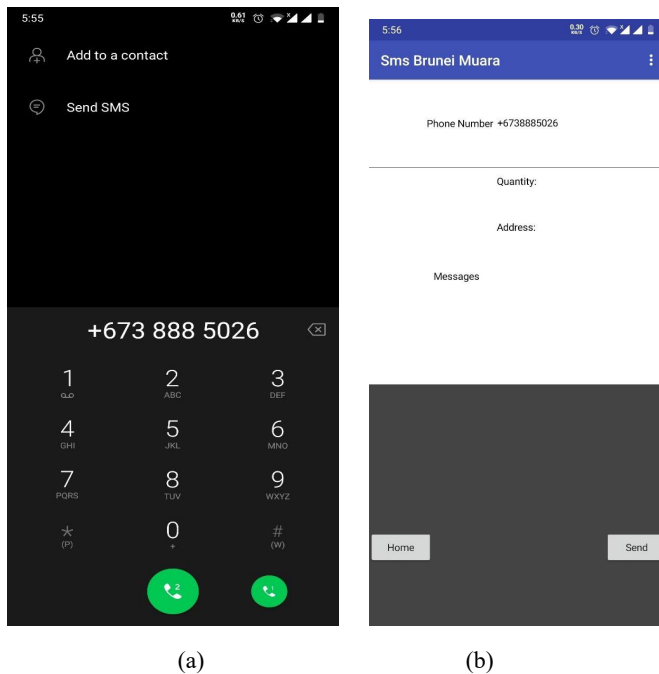 5:55
0.61 KB/S
Add to a contact
Send SMS
+673 888 5026
1 2 3
ABC DEF
4 5 6
GHI JKL MNO
7 8 9
PQRS TUV WXYZ
* 0 #
(P) + (W)
2 1
(a)
5:56
0.30 KB/S
Sms Brunei Muara
Phone Number +6738885026
Quantity:
Address:
Messages
Home Send
(b)